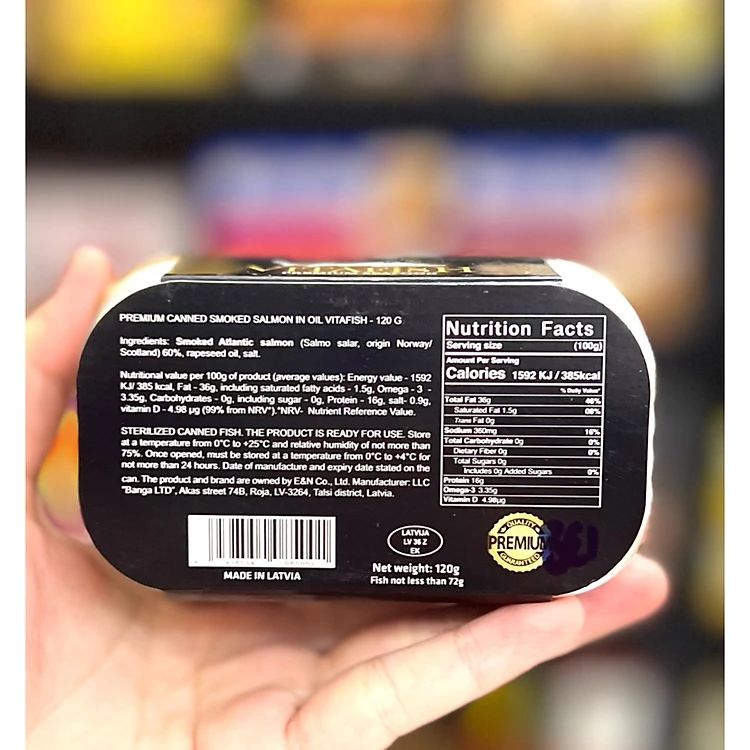 VITAFISH
PREMIUM CANNED SMOKED SALMON IN OIL VITAFISH - 120 G
Ingredients: Smoked Atlantic salmon (Salmo salar, origin Norway/
Scotland) 60%, rapeseed oil, salt.
Nutritional value per 100g of product (average values): Energy value - 1592
KJ/ 385 kcal, Fat - 36g, including saturated fatty acids - 1.5g, Omega - 3 -
3.35g, Carbohydrates - 0g, including sugar - 0g, Protein - 16g, salt- 0.9g,
vitamin D - 4.98 µg (99% from NRV*).*NRV- Nutrient Reference Value.
STERILIZED CANNED FISH. THE PRODUCT IS READY FOR USE. Store
at a temperature from 0°C to +25°C and relative humidity of not more than
75%. Once opened, must be stored at a temperature from 0°C to +4°C for
not more than 24 hours. Date of manufacture and expiry date stated on the
can. The product and brand are owned by E&N Co., Ltd. Manufacturer: LLC
"Banga LTD", Akas street 74B, Roja, LV-3264, Talsi district, Latvia.
MADE IN LATVIA
LATVIJA
LV 36 Z
EK
Net weight: 120g
Fish not less than 72g
Nutrition Facts
Serving size (100g)
Amount Per Serving
Calories 1592 KJ / 385kcal
% Daily Value*
Total Fat 36g 46%
Saturated Fat 1.5g 08%
Trans Fat 0g
Sodium 360mg 16%
Total Carbohydrate 0g 0%
Dietary Fiber 0g 0%
Total Sugars 0g
Includes 0g Added Sugars 0%
Protein 16g
Omega-3 3.35g
Vitamin D 4.98µg
QUALITY
PREMIUM
GUARANTEED